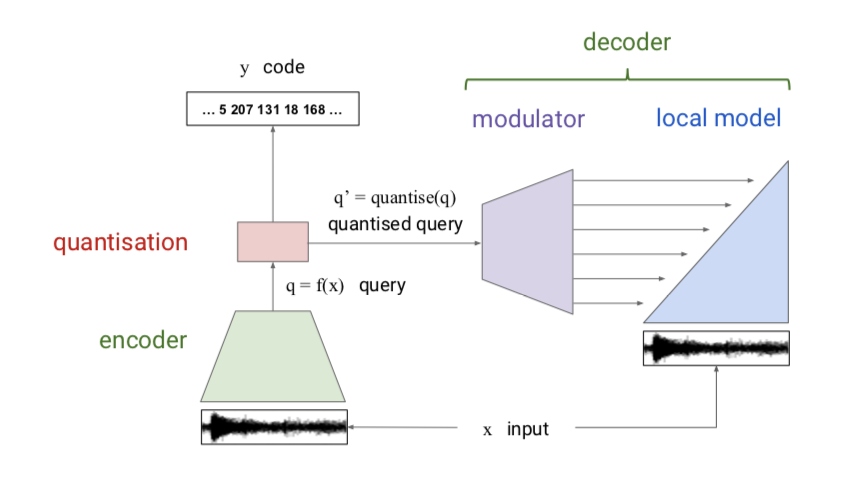 decoder
y code
... 5 207 131 18 168 ...
modulator
local model
q’ = quantise(q)
quantised query
quantisation
q = f(x) query
encoder
x input